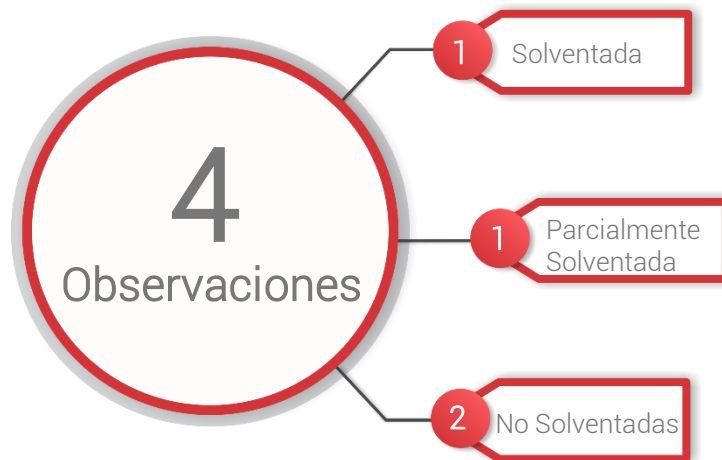 4
Observaciones
1
Solventada
1
Parcialmente
Solventada
2
No Solventadas